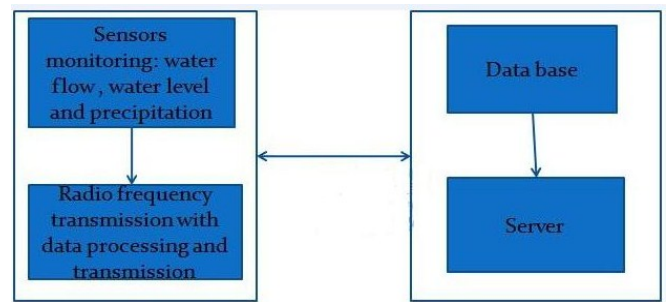 Sensors
monitoring: water
flow , water level
and precipitation
Radio frequency
transmission with
data processing and
transmission
Data base
Server